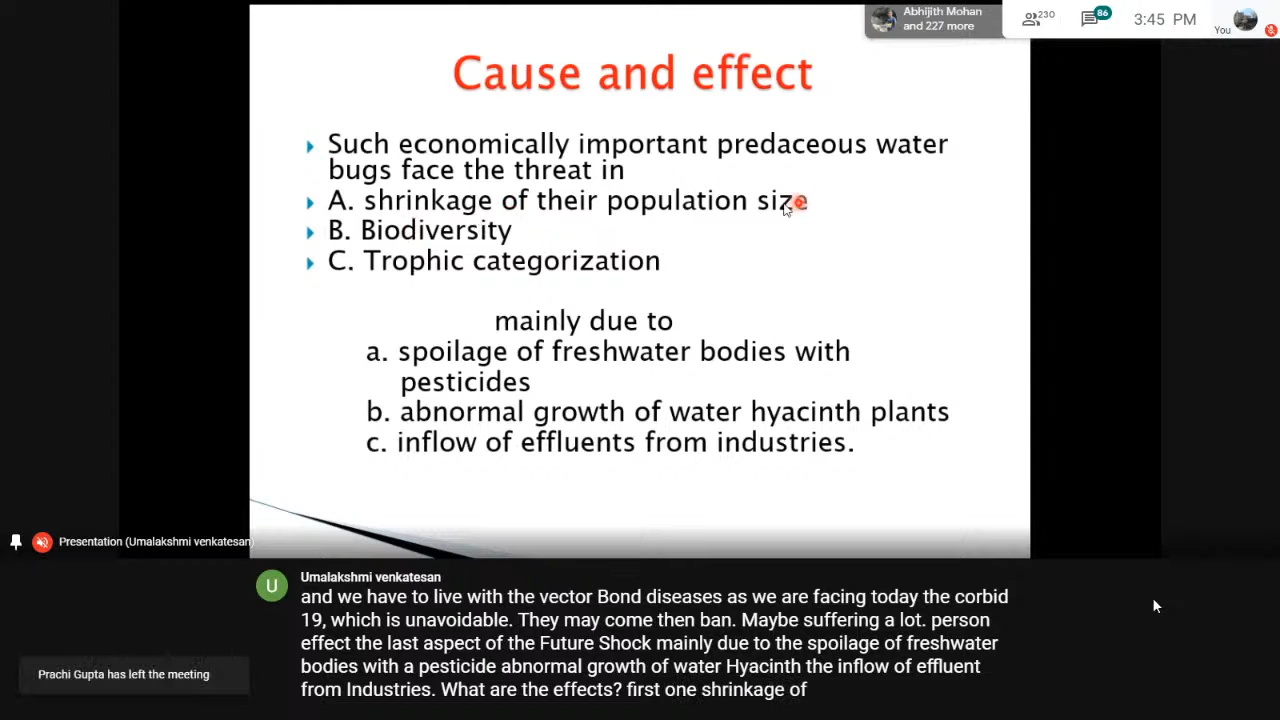 Abhijith Mohan
and 227 more
230
86
3:45 PM
You
Cause and effect
Such economically important predaceous water
bugs face the threat in
A. shrinkage of their population size
B. Biodiversity
C. Trophic categorization
mainly due to
a. spoilage of freshwater bodies with
pesticides
b. abnormal growth of water hyacinth plants
c. inflow of effluents from industries.
Presentation (Umalakshmi venkatesan)
U
Umalakshmi venkatesan
and we have to live with the vector Bond diseases as we are facing today the corbid
19, which is unavoidable. They may come then ban. Maybe suffering a lot. person
effect the last aspect of the Future Shock mainly due to the spoilage of freshwater
bodies with a pesticide abnormal growth of water Hyacinth the inflow of effluent
from Industries. What are the effects? first one shrinkage of
Prachi Gupta has left the meeting